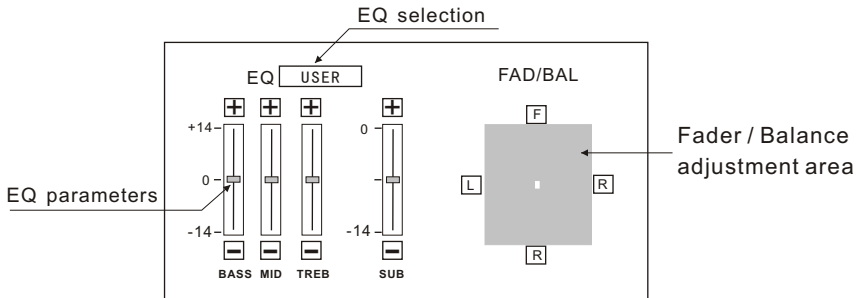 EQ selection
EQ USER
FAD/BAL
+14
0
-14
0
-14
BASS MID TREB SUB
F
L
R
R
Fader / Balance
adjustment area
EQ parameters